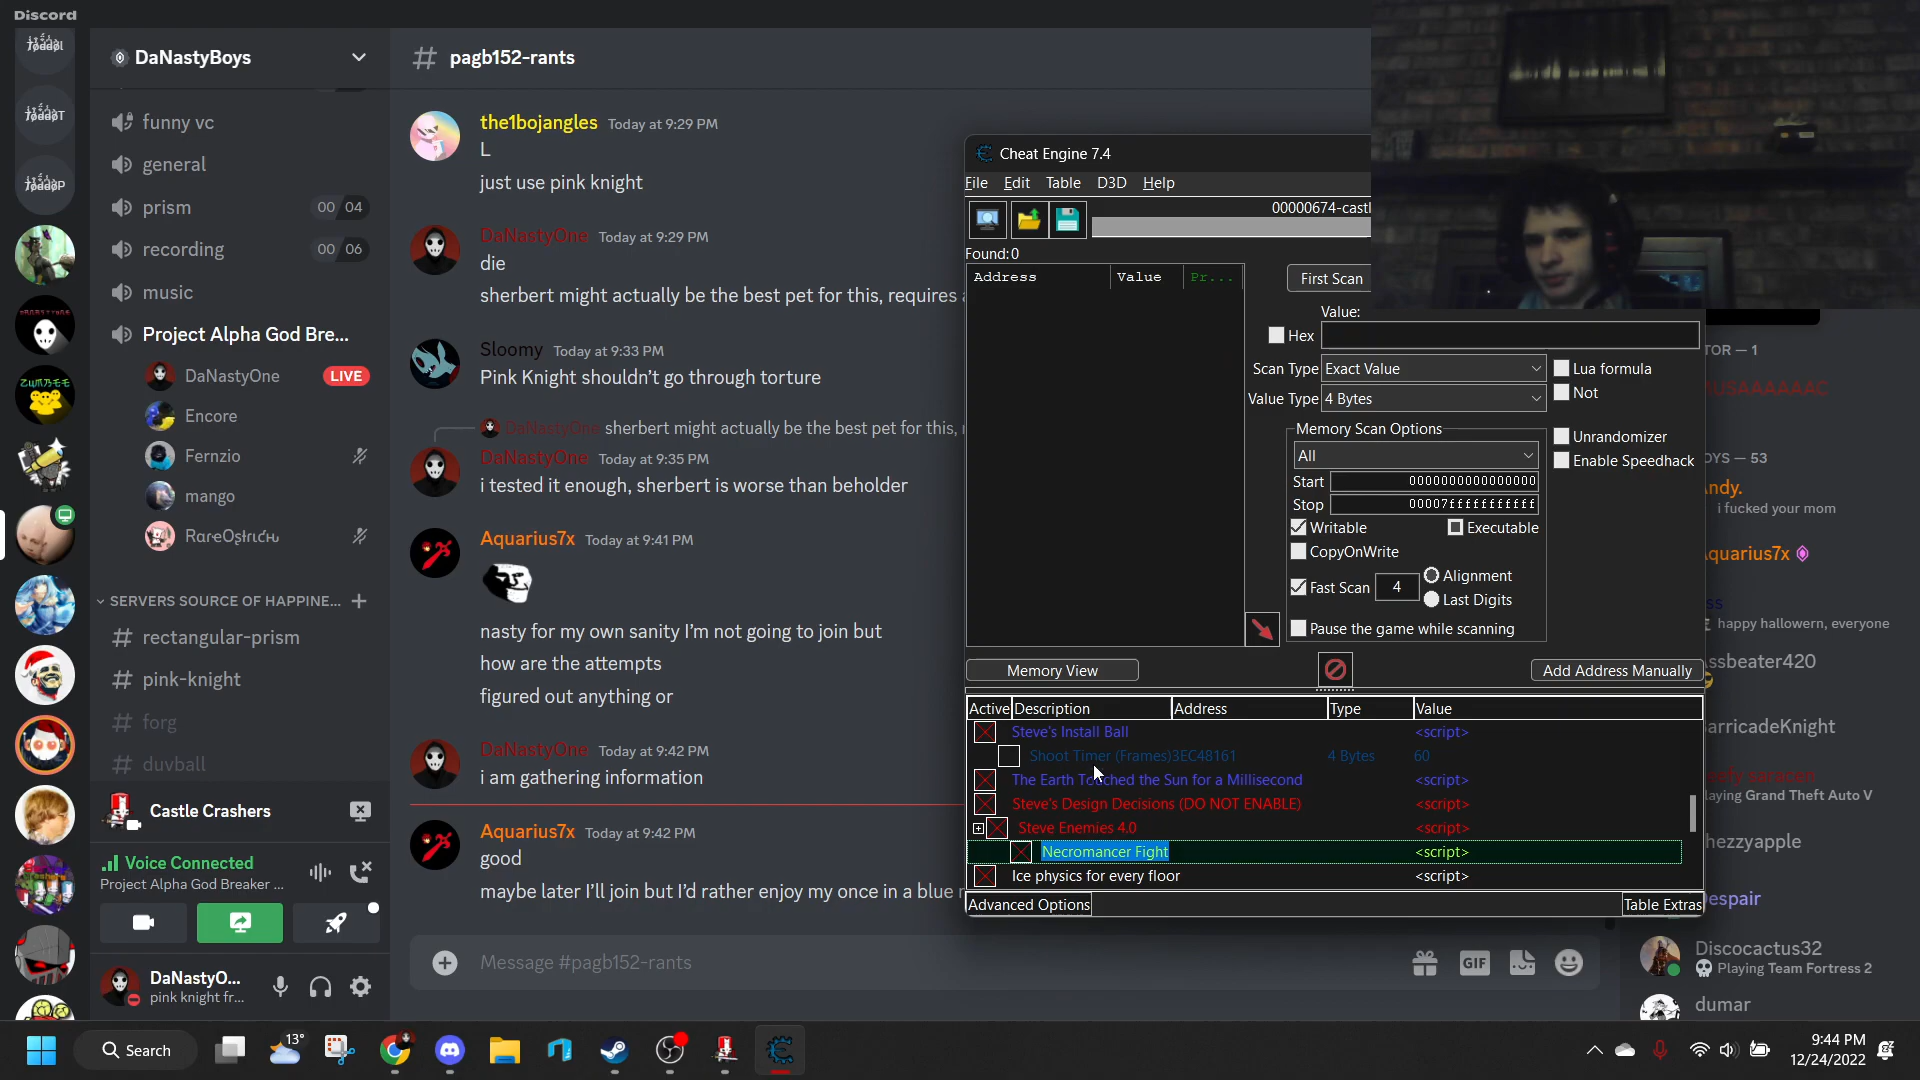 Discord
DaNastyBoys
funny vc
general
prism
00 04
recording
00 06
music
Project Alpha God Bre...
DaNastyOne
LIVE
Encore
Fernzio
mango
SERVERS SOURCE OF HAPPINE...
rectangular-prism
pink-knight
forg
duvball
Castle Crashers
Voice Connected
Project Alpha God Breaker ...
DaNastyO...
pink knight fr...
# pagb152-rants
the1bojangles Today at 9:29 PM
L
just use pink knight
DaNastyOne Today at 9:29 PM
die
sherbert might actually be the best pet for this, requires
Sloomy Today at 9:33 PM
Pink Knight shouldn't go through torture
DaNastyOne sherbert might actually be the best pet for this,
DaNastyOne Today at 9:35 PM
i tested it enough, sherbert is worse than beholder
Aquarius7x Today at 9:41 PM
nasty for my own sanity I'm not going to join but
how are the attempts
figured out anything or
DaNastyOne Today at 9:42 PM
i am gathering information
Aquarius7x Today at 9:42 PM
good
maybe later I'll join but I'd rather enjoy my once in a blue
Message #pagb152-rants
GIF
Cheat Engine 7.4
File Edit Table D3D Help
00000674-castl
Found:0
Address Value Pr...
First Scan
Value:
Hex
Scan Type Exact Value
Lua formula
Not
Value Type 4 Bytes
Memory Scan Options
All
Unrandomizer
Enable Speedhack
Start 0000000000000000
Stop 00007fffffffffff
Writable Executable
CopyOnWrite
Fast Scan 4 Alignment
Last Digits
Pause the game while scanning
Memory View
Add Address Manually
Active Description Address Type Value
Steve's Install Ball <script>
Shoot Timer (Frames)3EC48161 4 Bytes 60
The Earth Touched the Sun for a Millisecond <script>
Steve's Design Decisions (DO NOT ENABLE) <script>
Steve Enemies 4.0 <script>
Necromancer Fight <script>
Ice physics for every floor <script>
Advanced Options
Table Extras
TOR — 1
OYS — 53
ndy.
i fucked your mom
quarius7x
happy hallowern, everyone
ssbeater420
aying Grand Theft Auto V
hezzyapple
arricadeKnight
espair
Discocactus32
Playing Team Fortress 2
dumar
Search
13°
9:44 PM
12/24/2022